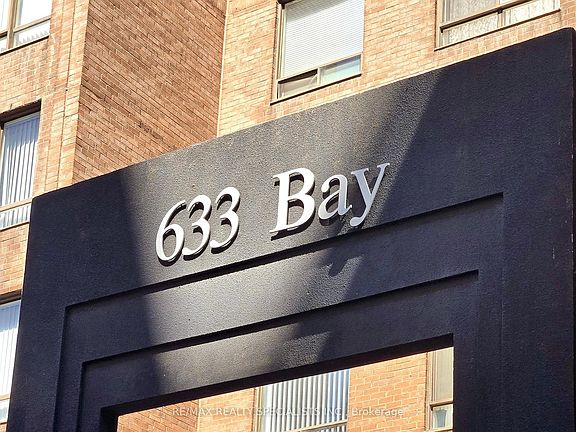 633 Bay
RE/MAX REALTY SPECIALISTS INC., Brokerage